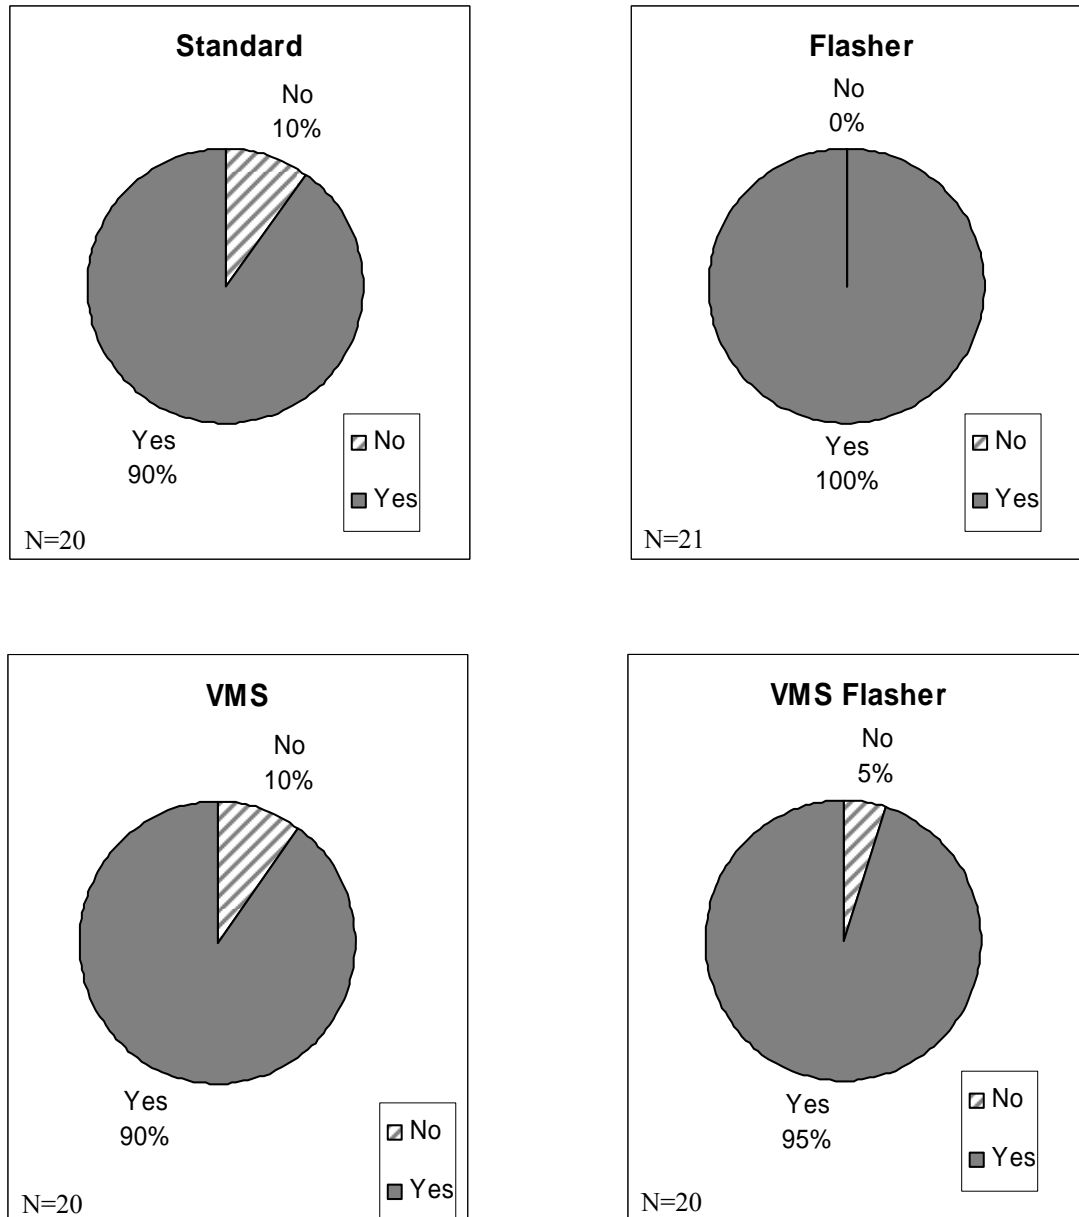 Standard
No
10%
Yes
90%
No
Yes
N=20
Flasher
No
0%
Yes
100%
No
Yes
N=21
VMS
No
10%
Yes
90%
No
Yes
N=20
VMS Flasher
No
5%
Yes
95%
No
Yes
N=20